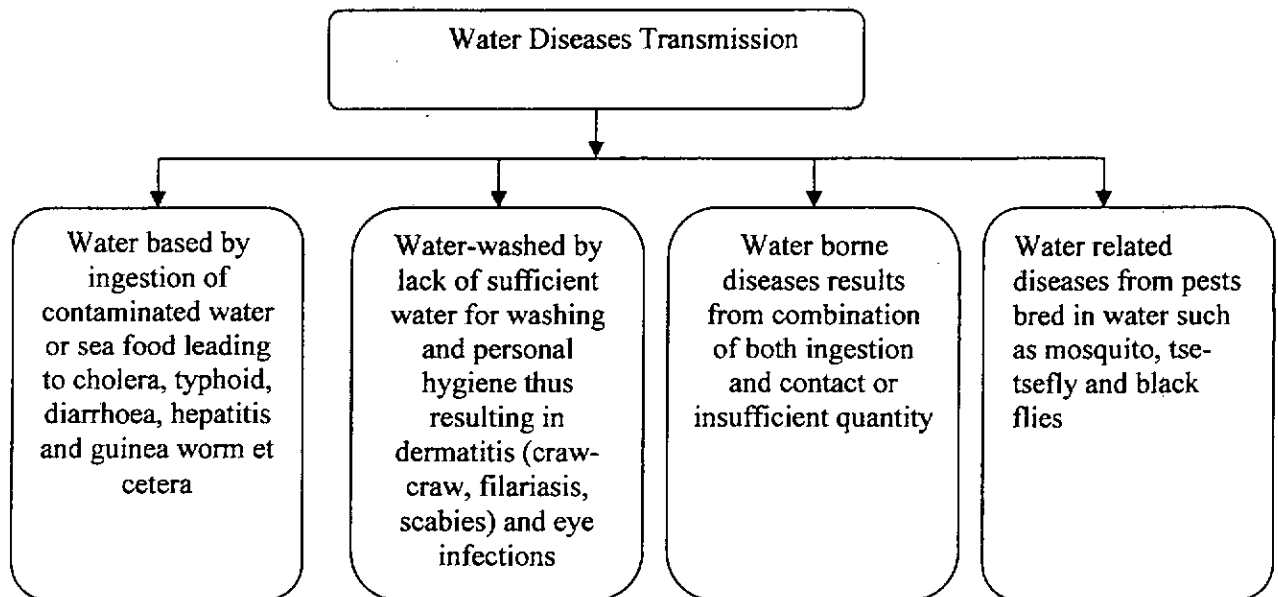 Water Diseases Transmission
Water based by
ingestion of
contaminated water
or sea food leading
to cholera, typhoid,
diarrhoea, hepatitis
and guinea worm et
cetera
Water-washed by
lack of sufficient
water for washing
and personal
hygiene thus
resulting in
dermatitis (craw-
craw, filariasis,
scabies) and eye
infections
Water borne
diseases results
from combination
of both ingestion
and contact or
insufficient quantity
Water related
diseases from pests
bred in water such
as mosquito, tse-
tsefly and black
flies